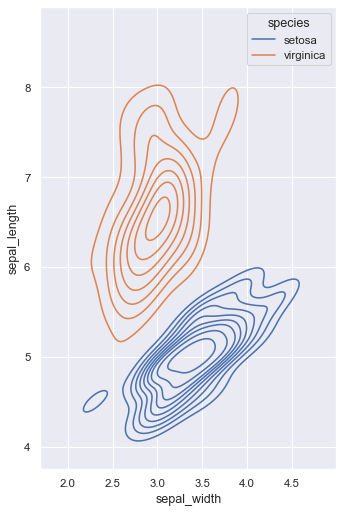 species
setosa
virginica
8
7
6
5
4
sepal_length
2.0 2.5 3.0 3.5 4.0 4.5
sepal_width